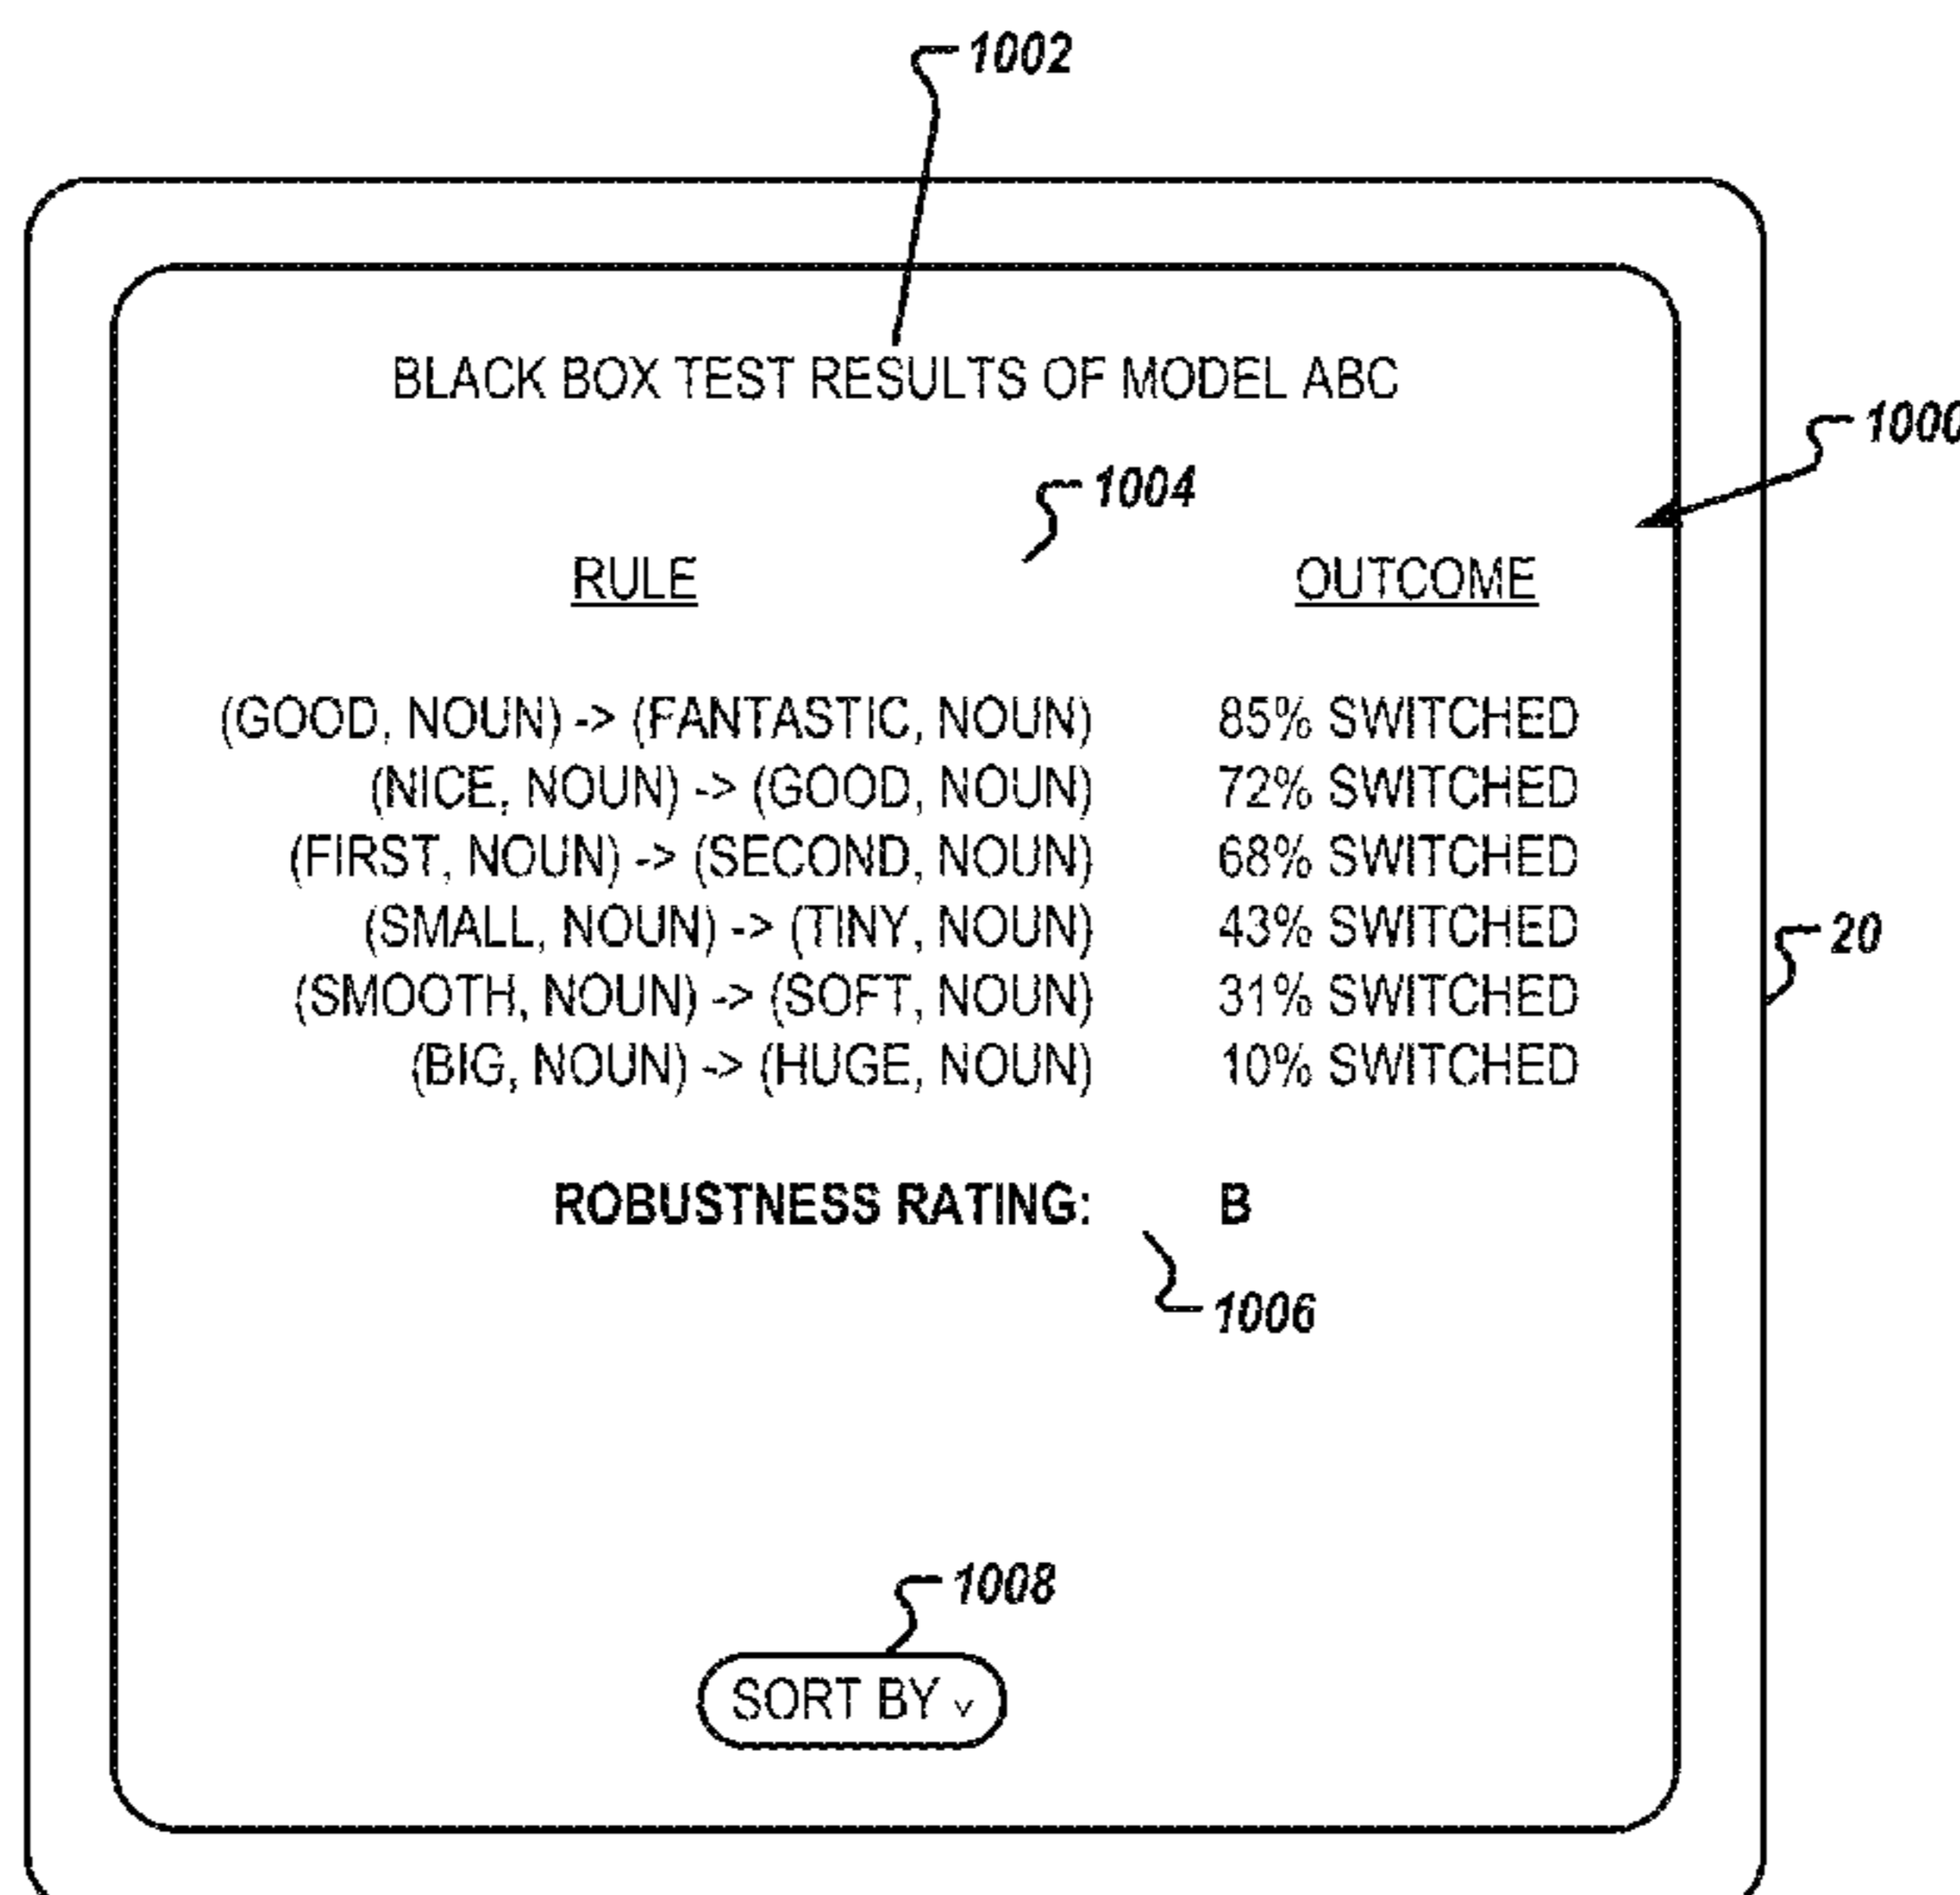 1002
BLACK BOX TEST RESULTS OF MODEL ABC
1000
1004
RULE OUTCOME
(GOOD, NOUN) -> (FANTASTIC, NOUN) 85% SWITCHED
(NICE, NOUN) -> (GOOD, NOUN) 72% SWITCHED
(FIRST, NOUN) -> (SECOND, NOUN) 68% SWITCHED
(SMALL, NOUN) -> (TINY, NOUN) 43% SWITCHED
20
(SMOOTH, NOUN) -> (SOFT, NOUN) 31% SWITCHED
(BIG, NOUN) -> (HUGE, NOUN) 10% SWITCHED
ROBUSTNESS RATING: B
1006
1008
SORT BY v